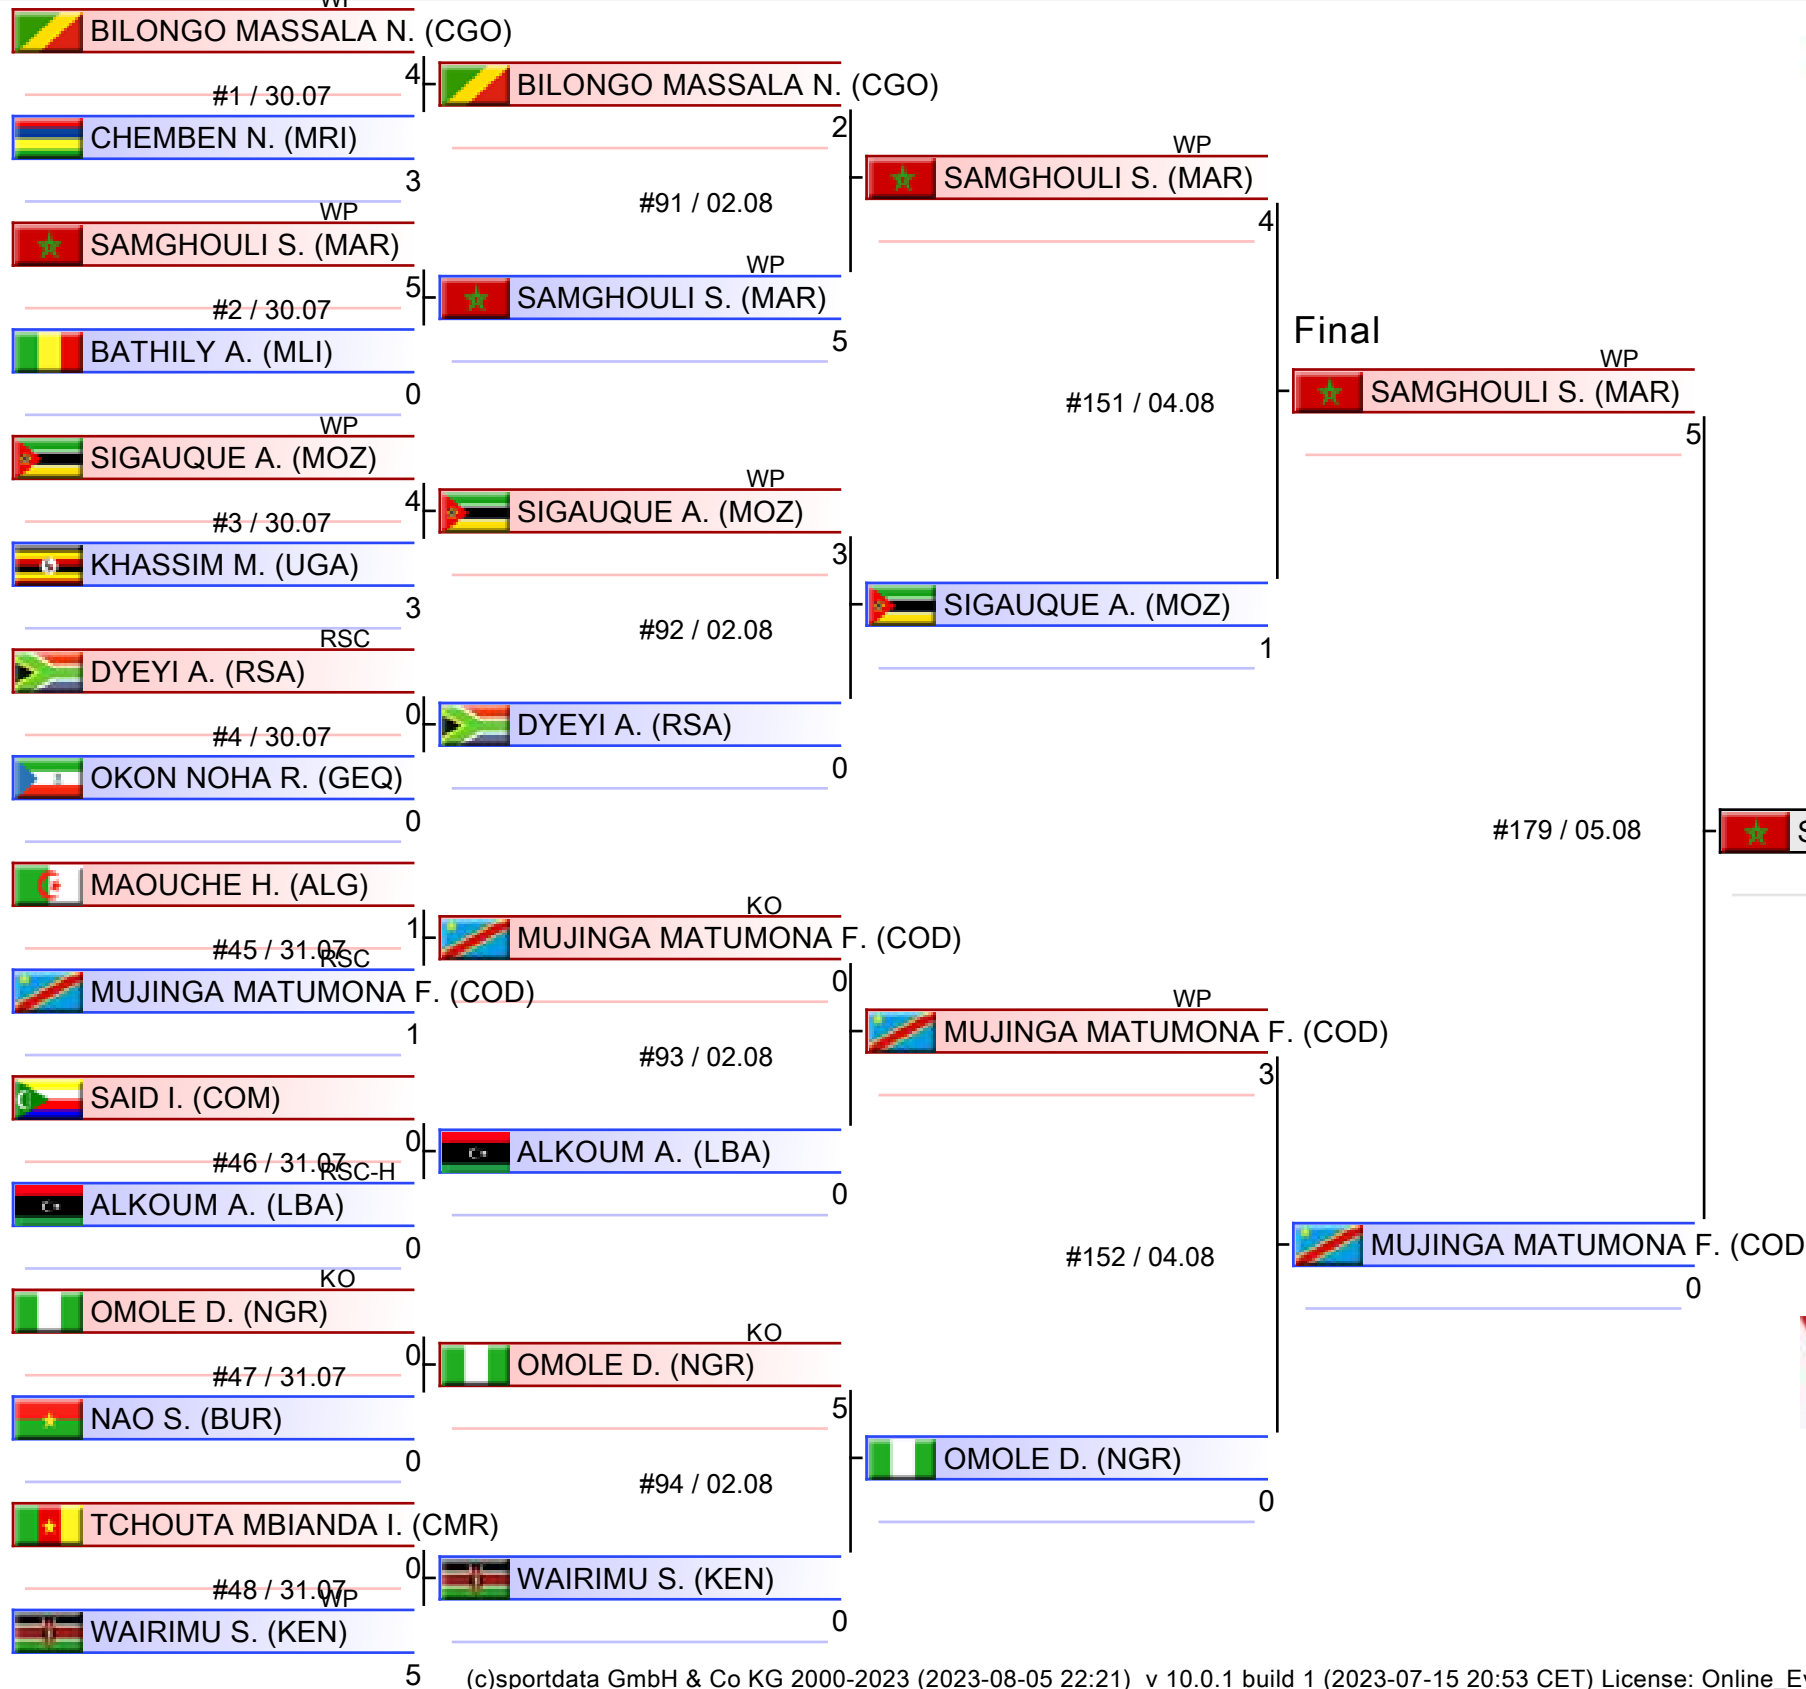 WP
BILONGO MASSALA N. (CGO)
4
#1 / 30.07
CHEMBEN N. (MRI)
3
WP
SAMGHOULI S. (MAR)
5
#2 / 30.07
BATHILY A. (MLI)
0
WP
SIGAUQUE A. (MOZ)
4
#3 / 30.07
KHASSIM M. (UGA)
3
RSC
DYEYI A. (RSA)
0
#4 / 30.07
OKON NOHA R. (GEQ)
0
MAOUCHE H. (ALG)
1
#45 / 31.07
RSC
MUJINGA MATUMONA F. (COD)
1
SAID I. (COM)
0
#46 / 31.07
RSC-H
ALKOUM A. (LBA)
0
KO
OMOLE D. (NGR)
0
#47 / 31.07
NAO S. (BUR)
0
TCHOUTA MBIANDA I. (CMR)
0
#48 / 31.07
WP
WAIRIMU S. (KEN)
5
BILONGO MASSALA N. (CGO)
2
#91 / 02.08
WP
SAMGHOULI S. (MAR)
5
WP
SIGAUQUE A. (MOZ)
3
#92 / 02.08
DYEYI A. (RSA)
0
KO
MUJINGA MATUMONA F. (COD)
0
#93 / 02.08
ALKOUM A. (LBA)
0
KO
OMOLE D. (NGR)
5
#94 / 02.08
WAIRIMU S. (KEN)
0
WP
SAMGHOULI S. (MAR)
4
#151 / 04.08
SIGAUQUE A. (MOZ)
1
WP
MUJINGA MATUMONA F. (COD)
3
#152 / 04.08
OMOLE D. (NGR)
0
Final
WP
SAMGHOULI S. (MAR)
5
#179 / 05.08
MUJINGA MATUMONA F. (COD
0
S
(c)sportdata GmbH & Co KG 2000-2023 (2023-08-05 22:21) v 10.0.1 build 1 (2023-07-15 20:53 CET) License: Online_Ev